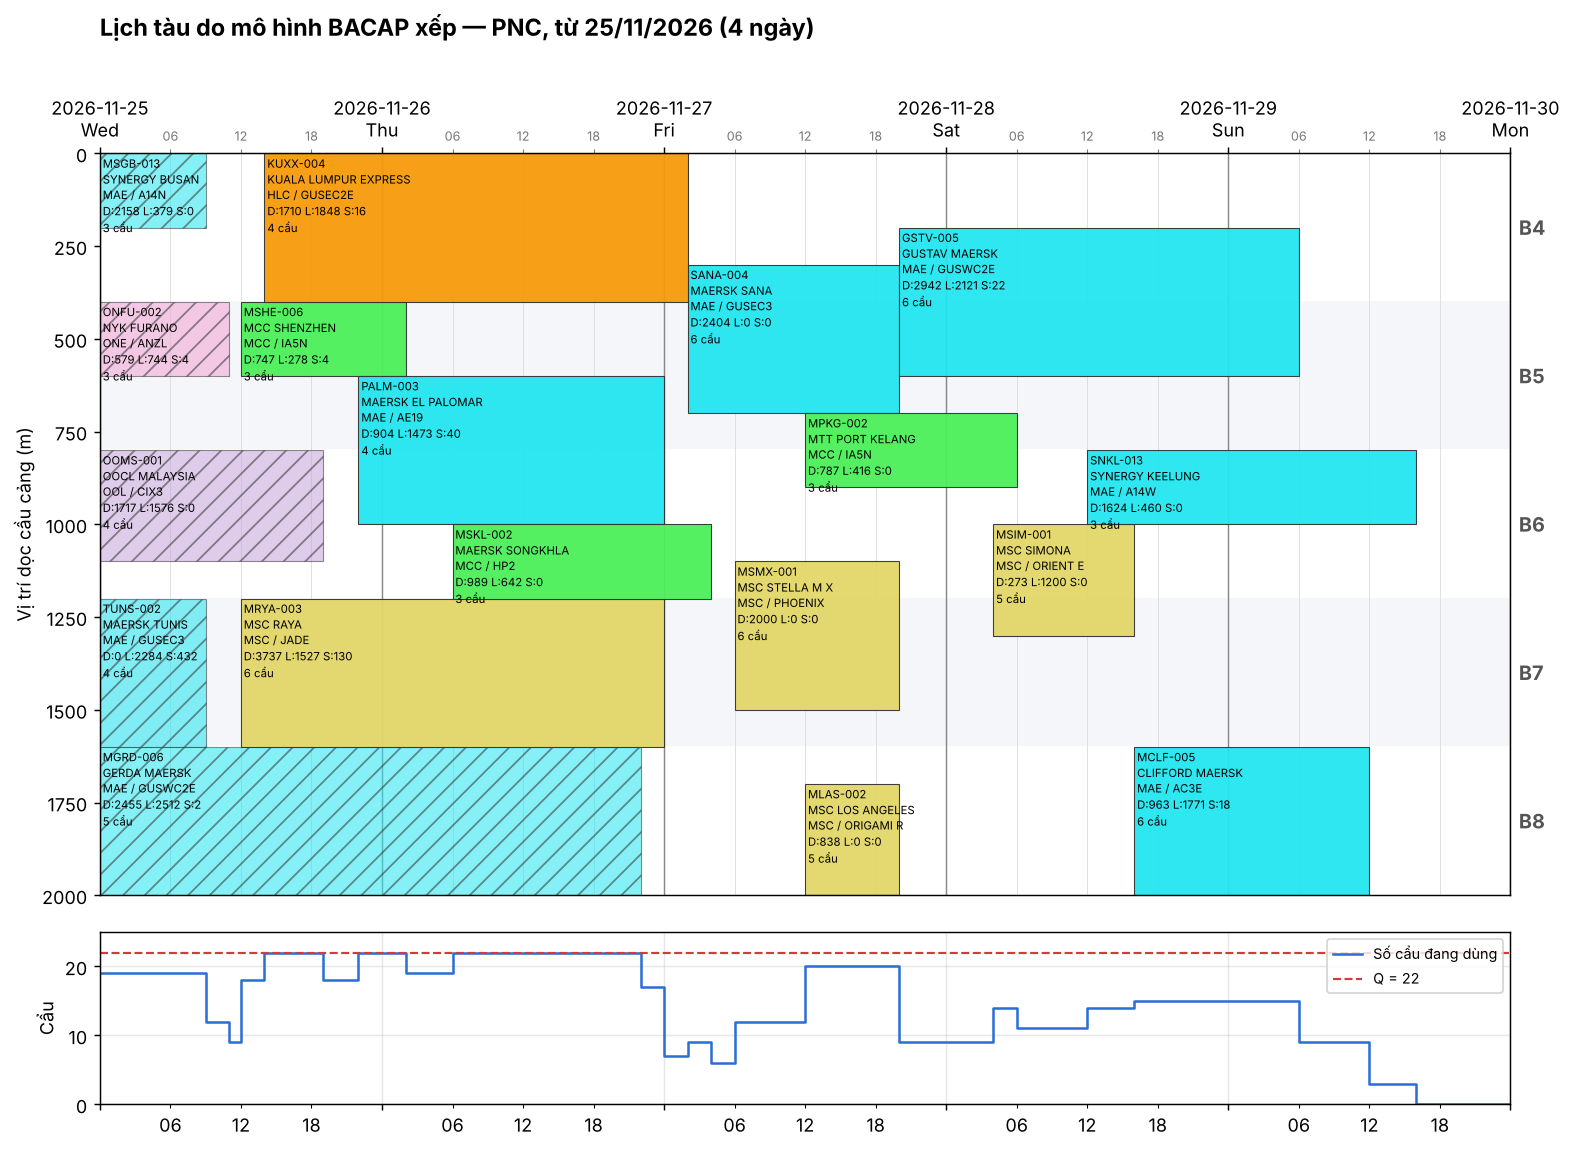 Lịch tàu do mô hình BACAP xếp — PNC, từ 25/11/2026 (4 ngày)
2026-11-25 2026-11-26 2026-11-27 2026-11-28 2026-11-29 2026-11-30
Wed 06 12 18 Thu 06 12 18 Fri 06 12 18 Sat 06 12 18 Sun 06 12 18 Mon
Vị trí dọc cầu cảng (m)
0
250
500
750
1000
1250
1500
1750
2000
MSGB-013
SYNERGY BUSAN
MAE / A14N
D:2158 L:379 S:0
3 cẩu
KUXX-004
KUALA LUMPUR EXPRESS
HLC / GUSEC2E
D:1710 L:1848 S:16
4 cẩu
GSTV-005
GUSTAV MAERSK
MAE / GUSWC2E
D:2942 L:2121 S:22
6 cẩu
SANA-004
MAERSK SANA
MAE / GUSEC3
D:2404 L:0 S:0
6 cẩu
ONFU-002
NYK FURANO
ONE / ANZL
D:579 L:744 S:4
3 cẩu
MSHE-006
MCC SHENZHEN
MCC / IA5N
D:747 L:278 S:4
3 cẩu
PALM-003
MAERSK EL PALOMAR
MAE / AE19
D:904 L:1473 S:40
4 cẩu
MPKG-002
MTT PORT KELANG
MCC / IA5N
D:787 L:416 S:0
3 cẩu
OOMS-001
OOCL MALAYSIA
OOL / CIX3
D:1717 L:1576 S:0
4 cẩu
SNKL-013
SYNERGY KEELUNG
MAE / A14W
D:1624 L:460 S:0
3 cẩu
MSKL-002
MAERSK SONGKHLA
MCC / HP2
D:989 L:642 S:0
3 cẩu
MSIM-001
MSC SIMONA
MSC / ORIENT E
D:273 L:1200 S:0
5 cẩu
MSMX-001
MSC STELLA M X
MSC / PHOENIX
D:2000 L:0 S:0
6 cẩu
TUNS-002
MAERSK TUNIS
MAE / GUSEC3
D:0 L:2284 S:432
4 cẩu
MRYA-003
MSC RAYA
MSC / JADE
D:3737 L:1527 S:130
6 cẩu
MGRD-006
GERDA MAERSK
MAE / GUSWC2E
D:2455 L:2512 S:2
5 cẩu
MLAS-002
MSC LOS ANGELES
MSC / ORIGAMI R
D:838 L:0 S:0
5 cẩu
MCLF-005
CLIFFORD MAERSK
MAE / AC3E
D:963 L:1771 S:18
6 cẩu
B4
B5
B6
B7
B8
Cẩu
20
10
0
Số cẩu đang dùng
Q = 22
06 12 18 06 12 18 06 12 18 06 12 18 06 12 18